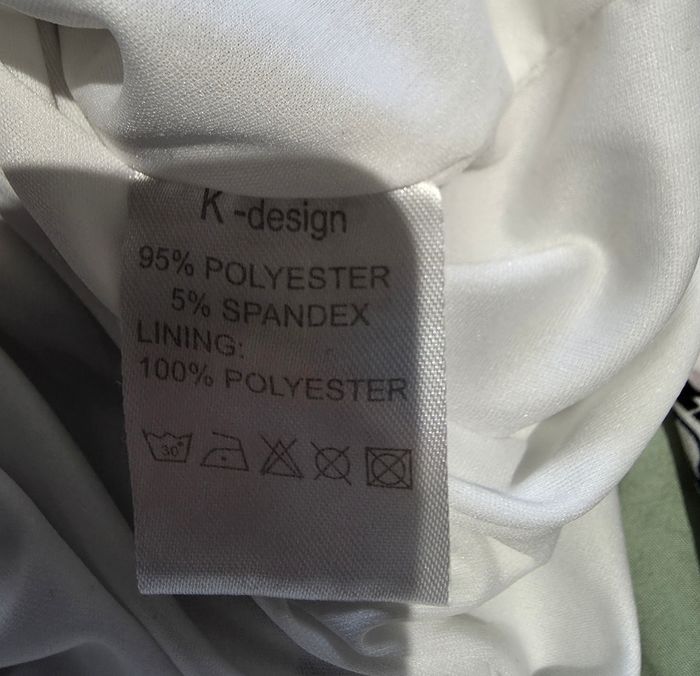 K-design
95% POLYESTER
5% SPANDEX
LINING:
100% POLYESTER
30°